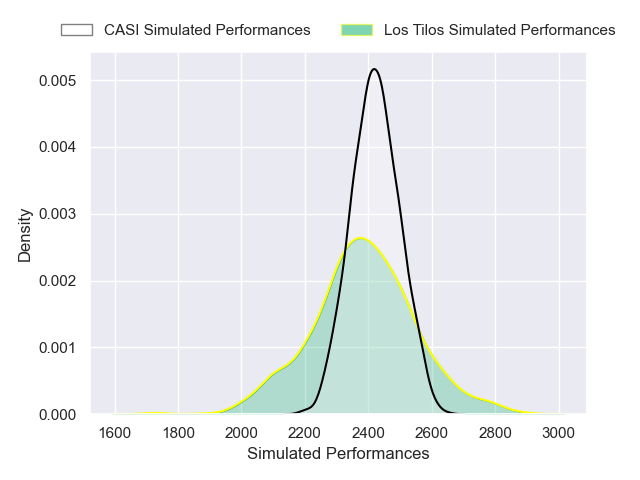 CASI Simulated Performances
Los Tilos Simulated Performances
0.005
0.004
0.003
0.002
0.001
0.000
Density
1600 1800 2000 2200 2400 2600 2800 3000
Simulated Performances